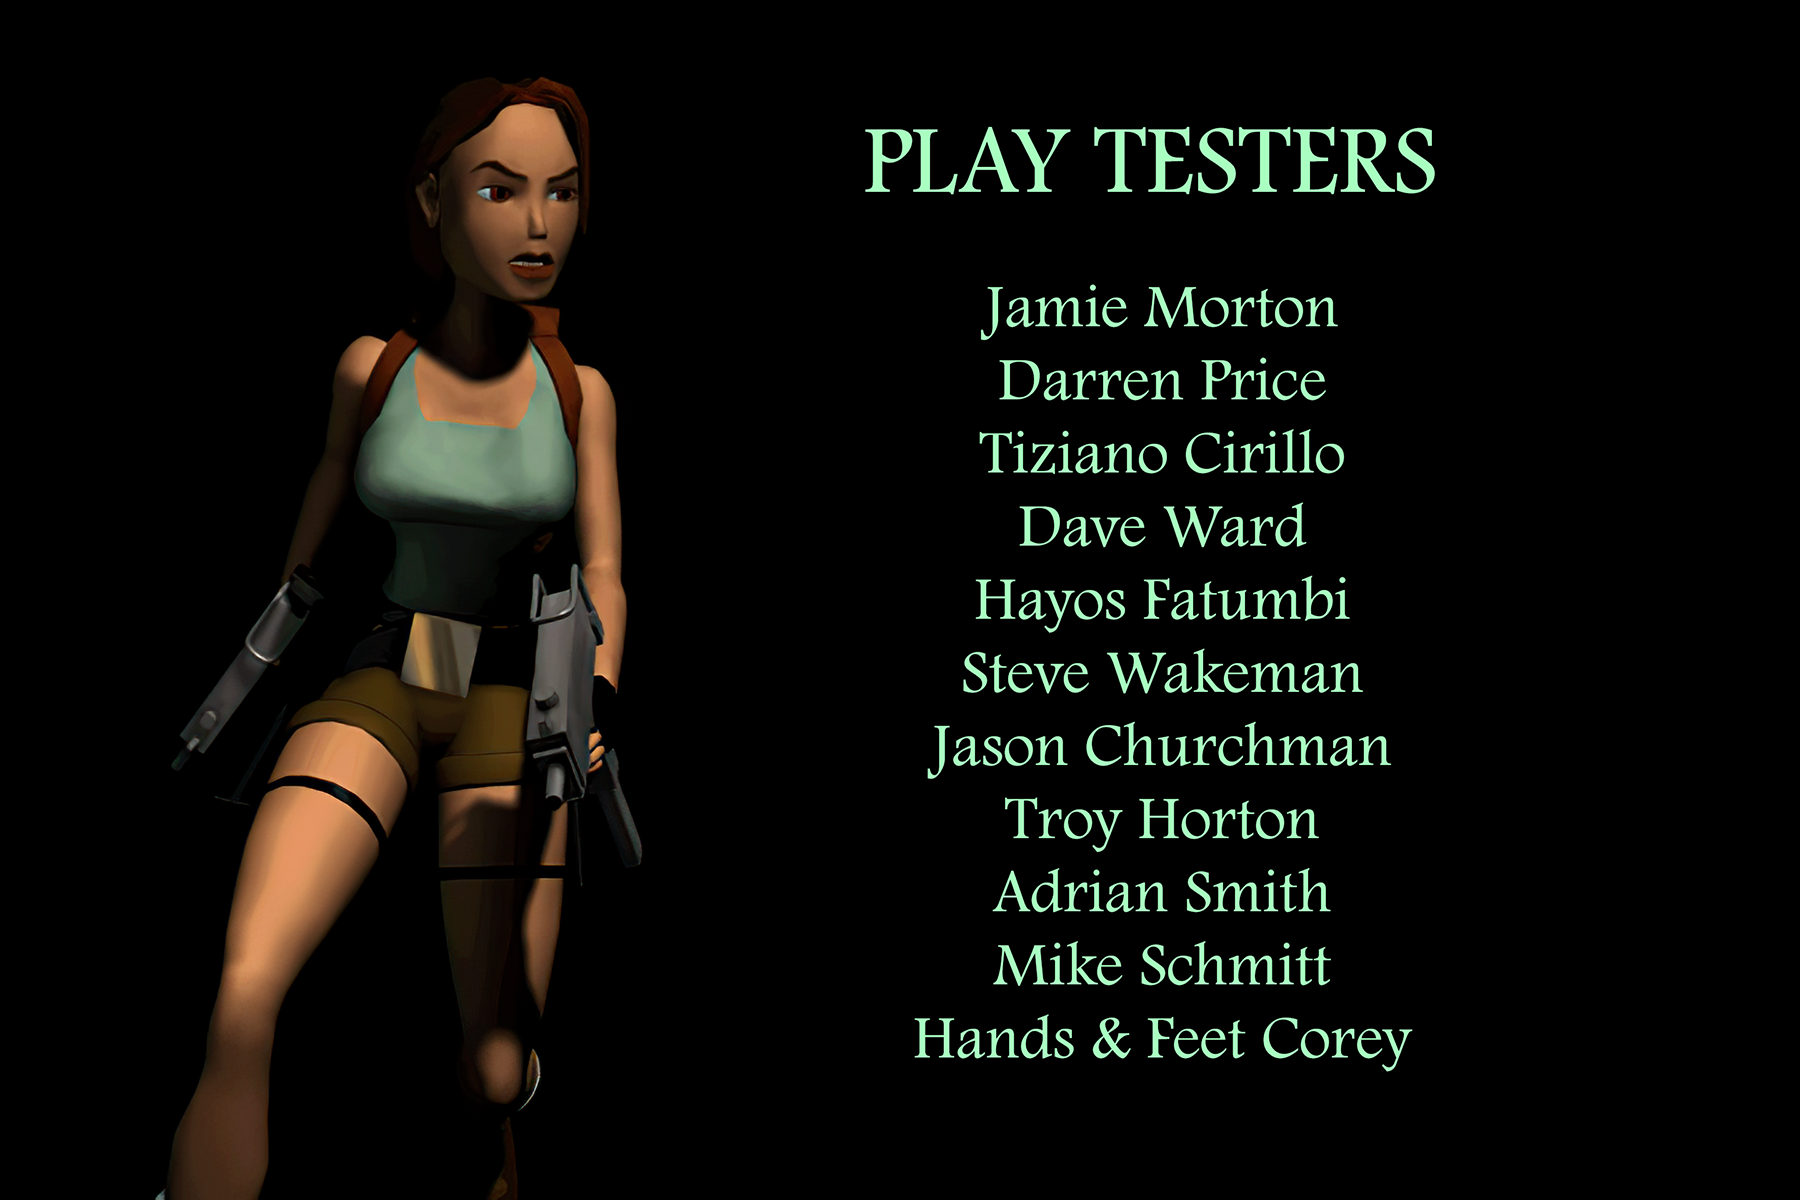 PLAY TESTERS
Jamie Morton
Darren Price
Tiziano Cirillo
Dave Ward
Hayos Fatumbi
Steve Wakeman
Jason Churchman
Troy Horton
Adrian Smith
Mike Schmitt
Hands & Feet Corey